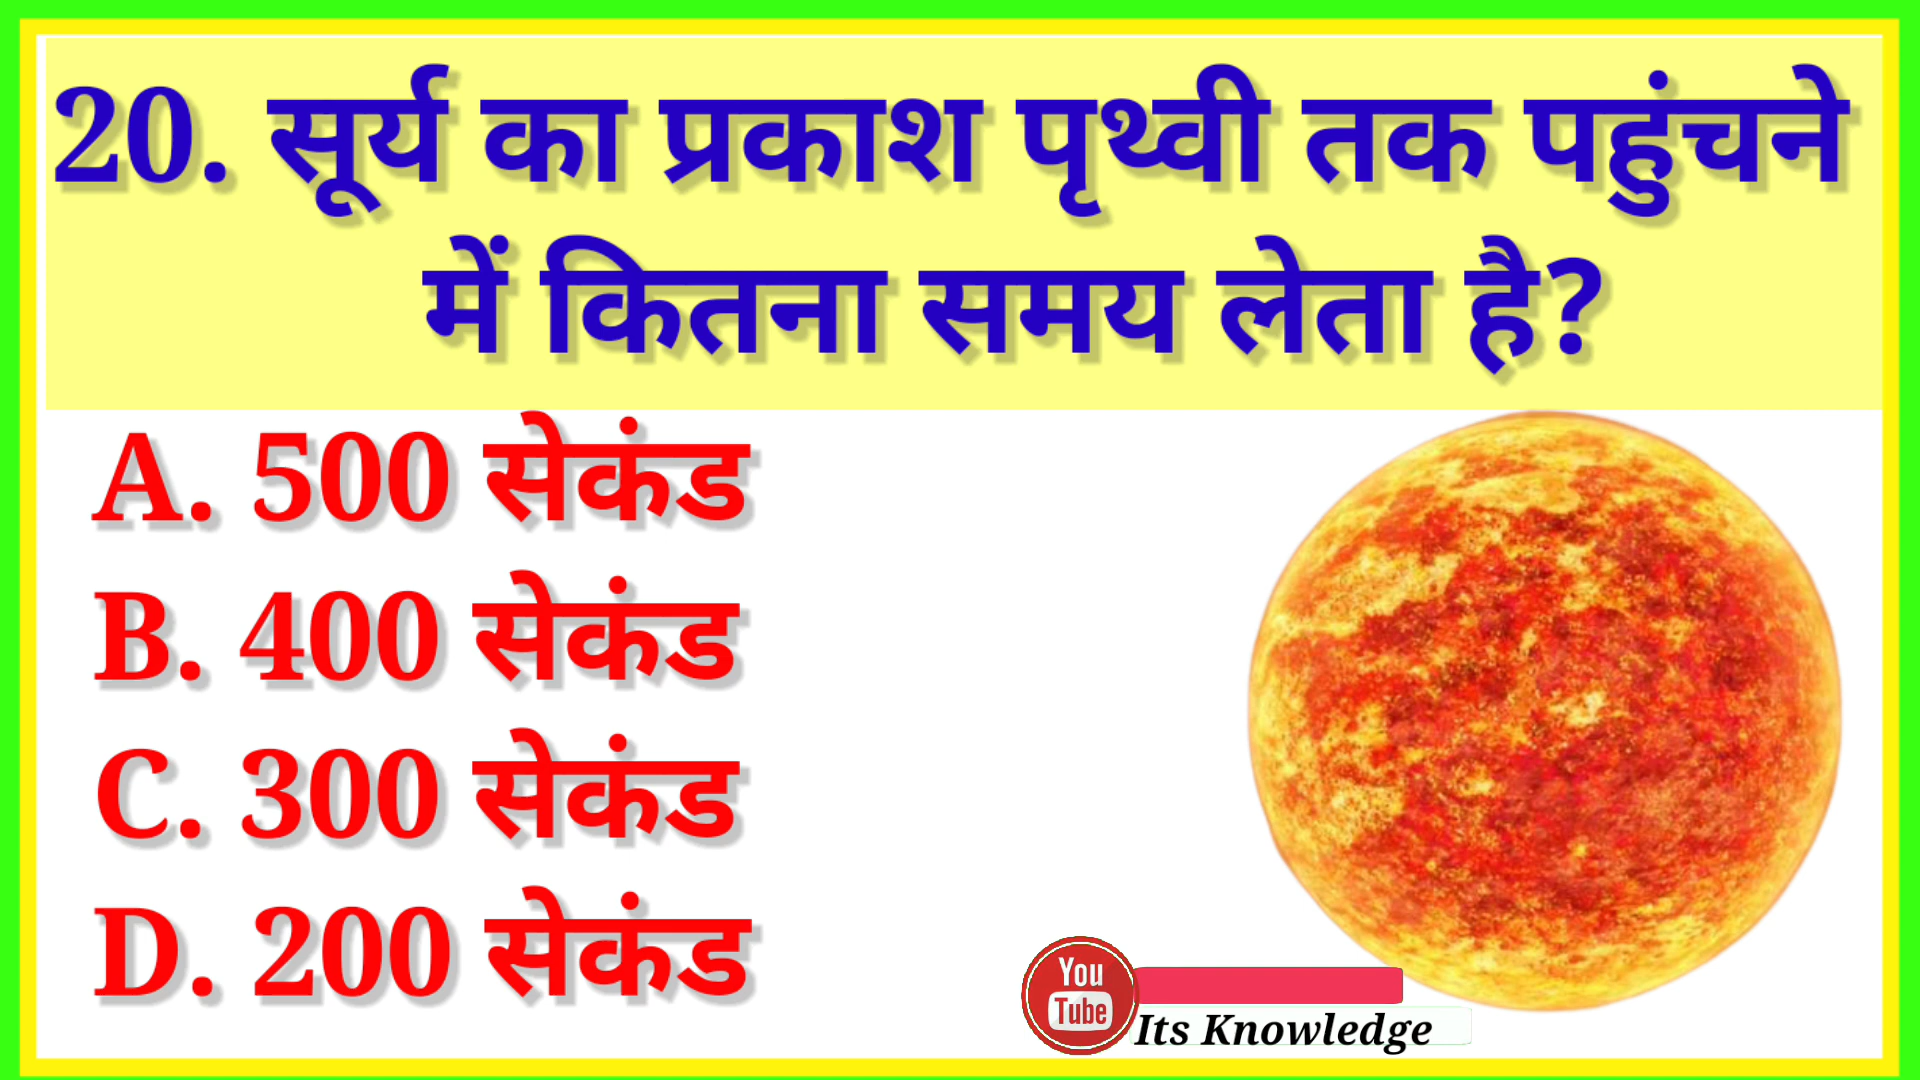 20. सूर्य का प्रकाश पृथ्वी तक पहुंचने
में कितना समय लेता है?
A. 500 सेकंड
B. 400 सेकंड
C. 300 सेकंड
D. 200 सेकंड
You
Tube
Its Knowledge